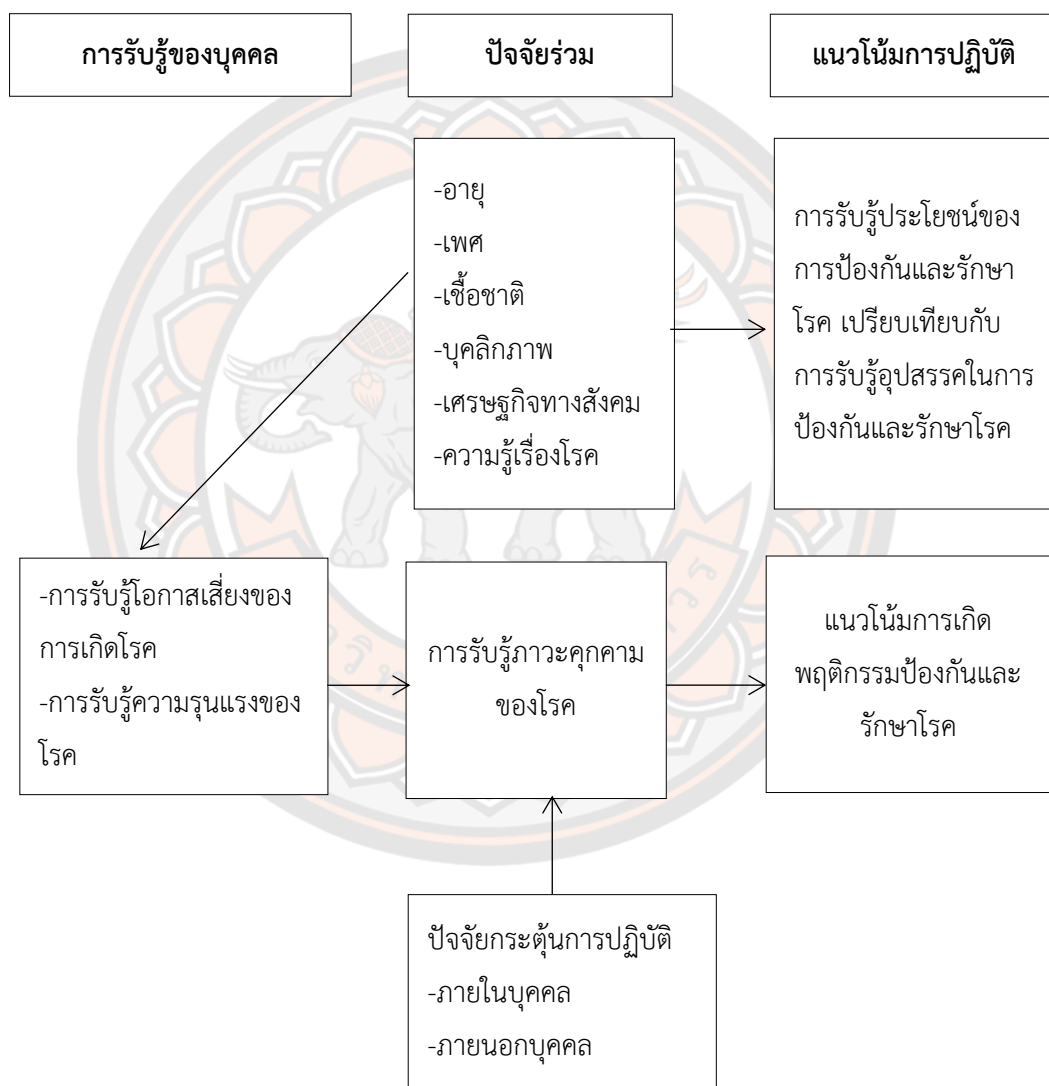 การรับรู้ของบุคคล
ปัจจัยร่วม
แนวโน้มการปฏิบัติ
-อายุ
-เพศ
-เชื้อชาติ
-บุคลิกภาพ
-เศรษฐกิจทางสังคม
-ความรู้เรื่องโรค
การรับรู้ประโยชน์ของ
การป้องกันและรักษา
โรค เปรียบเทียบกับ
การรับรู้อุปสรรคในการ
ป้องกันและรักษาโรค
-การรับรู้โอกาสเสี่ยงของ
การเกิดโรค
-การรับรู้ความรุนแรงของ
โรค
การรับรู้ภาวะคุกคาม
ของโรค
แนวโน้มการเกิด
พฤติกรรมป้องกันและ
รักษาโรค
ปัจจัยกระตุ้นการปฏิบัติ
-ภายในบุคคล
-ภายนอกบุคคล